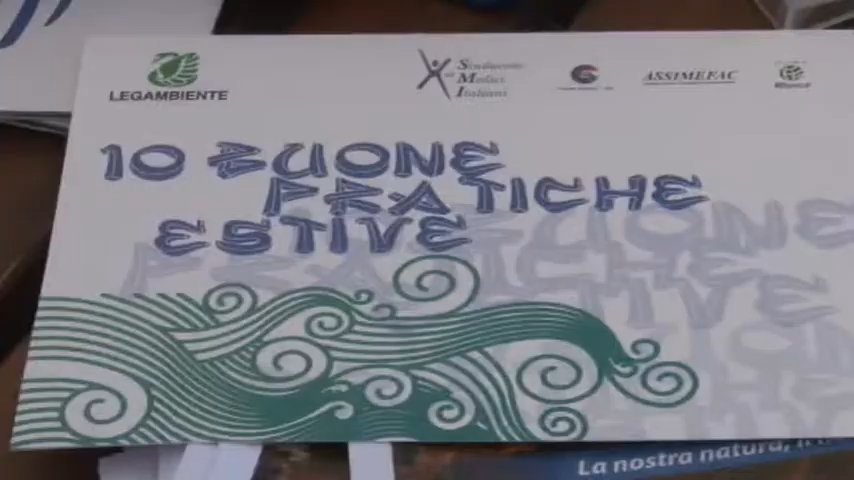 LEGAMBIENTE
Sindacato
Medici
Italiani
ASSIMEFAC
10 BUONE
PRATICHE
ESTIVE
La nostra natura,